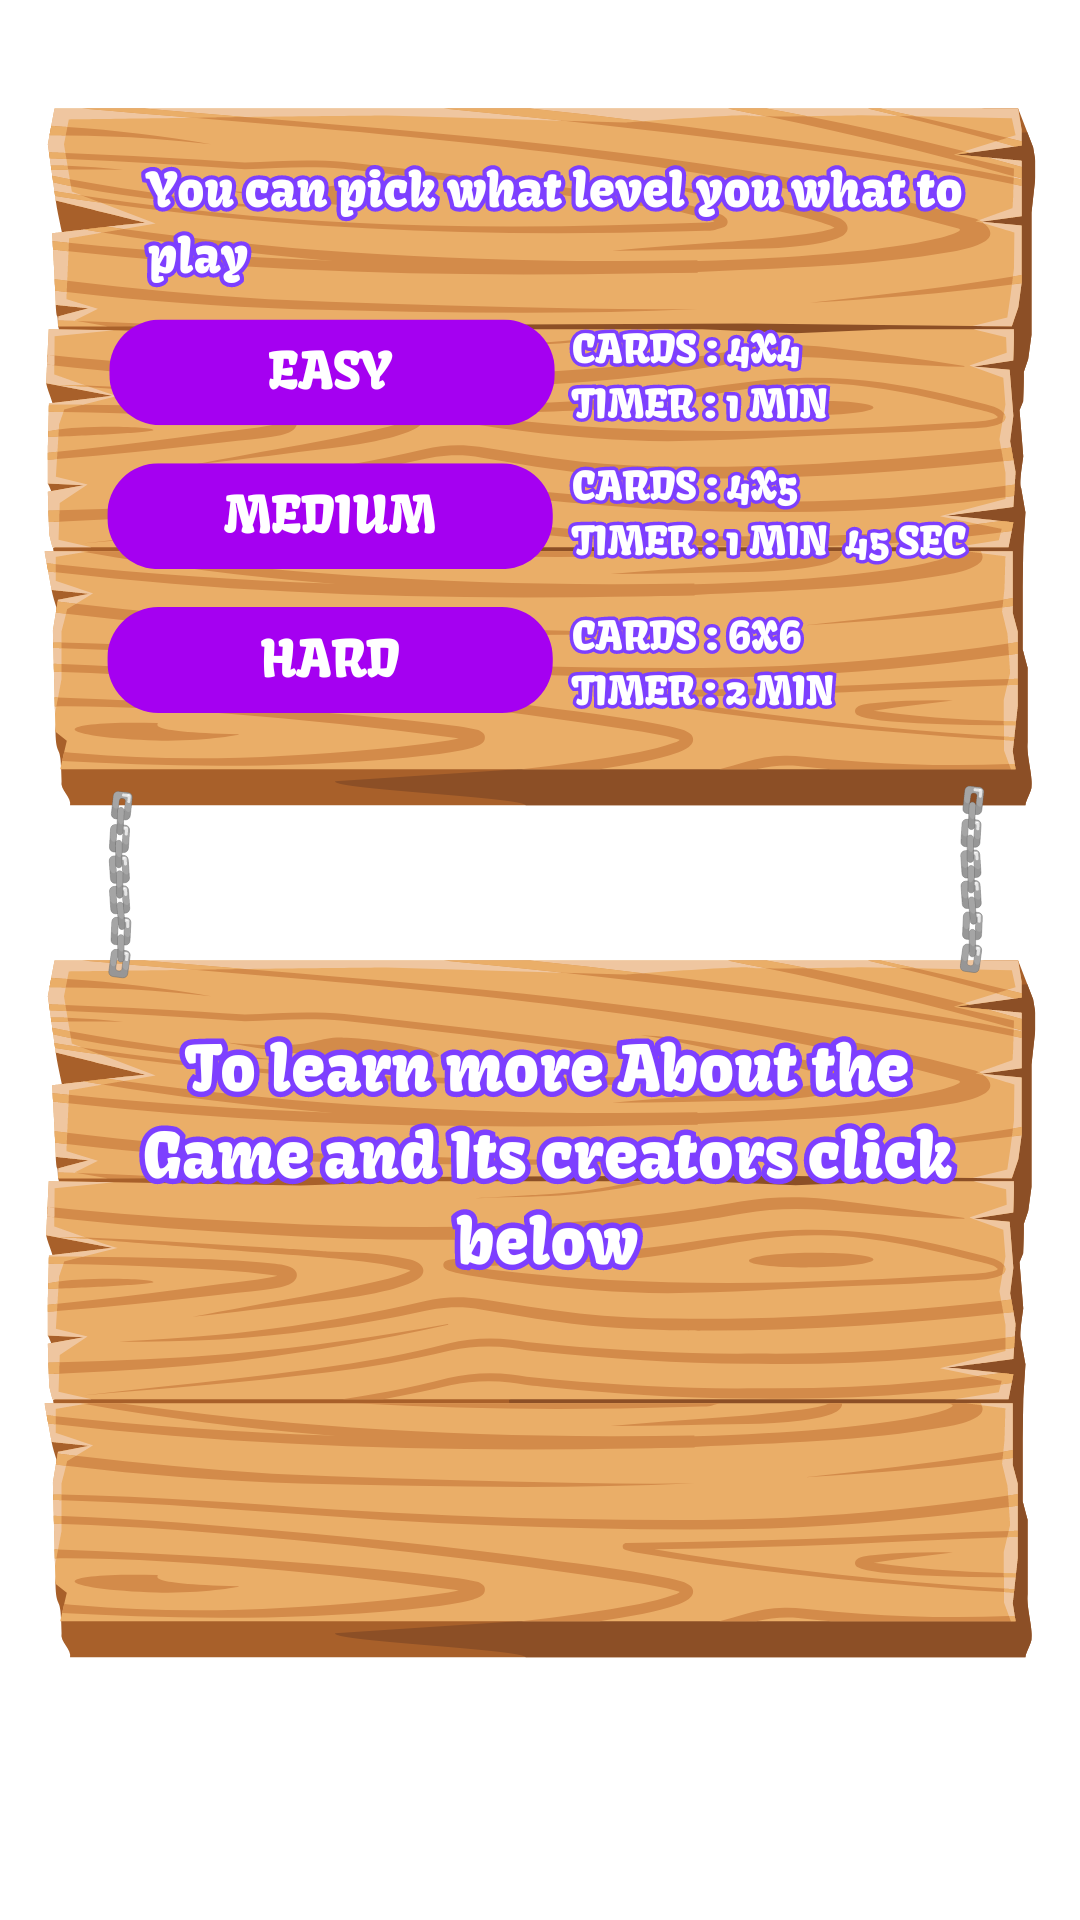 You can pick what level you what to
play
EASY
CARDS : 4X4
TIMER : 1 MIN
MEDIUM
CARDS : 4X5
TIMER : 1 MIN 45 SEC
HARD
CARDS : 6X6
TIMER : 2 MIN
To learn more About the
Game and Its creators click
below